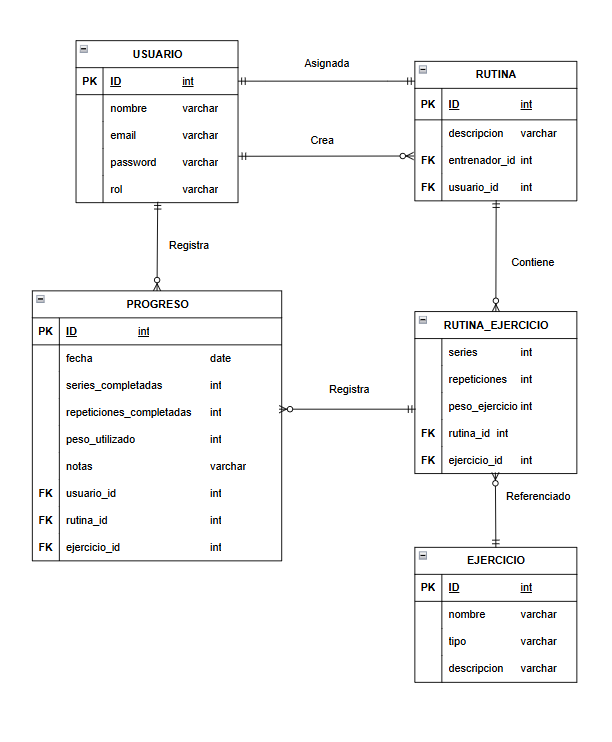 USUARIO
PK ID int
nombre varchar
email varchar
password varchar
rol varchar
Asignada
Crea
RUTINA
PK ID int
descripcion varchar
FK entrenador_id int
FK usuario_id int
Registra
Contiene
PROGRESO
PK ID int
fecha date
series_completadas int
repeticiones_completadas int
peso_utilizado int
notas varchar
FK usuario_id int
FK rutina_id int
FK ejercicio_id int
Registra
RUTINA_EJERCICIO
series int
repeticiones int
peso_ejercicio int
FK rutina_id int
FK ejercicio_id int
Referenciado
EJERCICIO
PK ID int
nombre varchar
tipo varchar
descripcion varchar